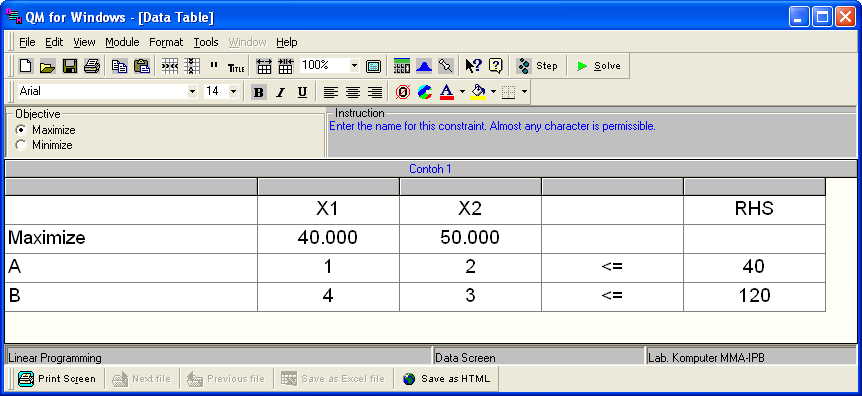 QM for Windows - [Data Table]
File Edit View Module Format Tools Window Help
" TITLE 100% Step Solve
Arial 14 B I U A
Objective
Maximize
Minimize
Instruction
Enter the name for this constraint. Almost any character is permissible.
Contoh 1
X1 X2 RHS
Maximize 40.000 50.000
A 1 2 <= 40
B 4 3 <= 120
Linear Programming Data Screen Lab. Komputer MMA-IPB
Print Screen Next file Previous file Save as Excel file Save as HTML